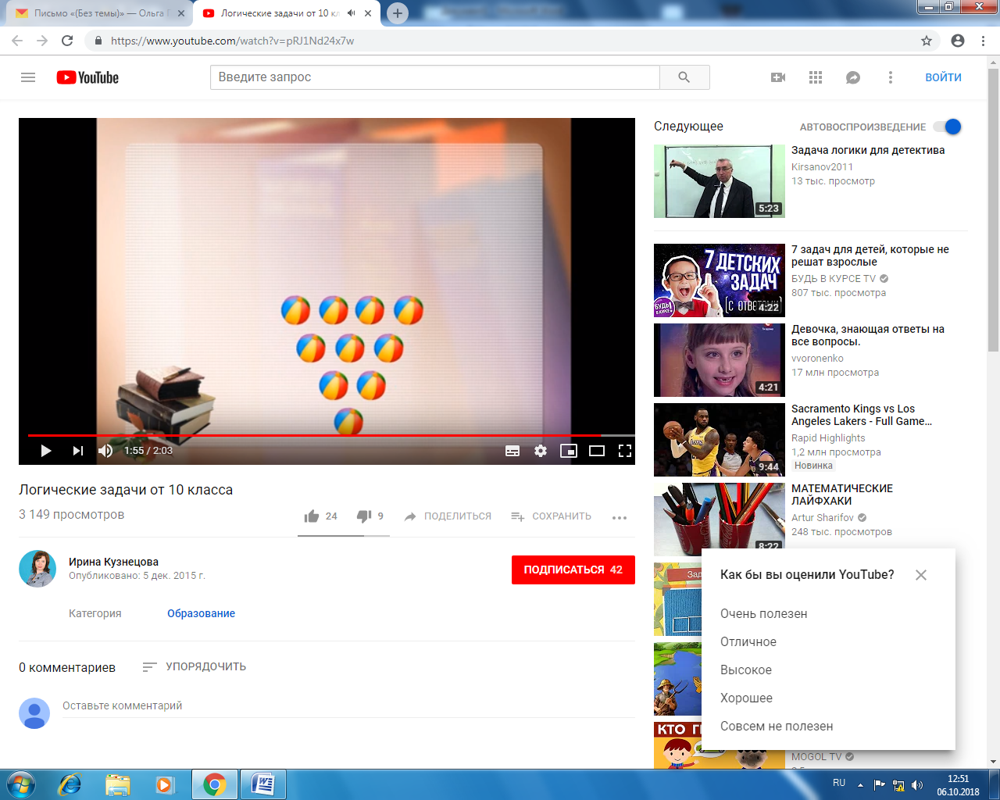 Письмо «(Без темы)» — Ольга Г
Логические задачи от 10 кл
https://www.youtube.com/watch?v=pRJ1Nd24x7w
YouTube
Введите запрос
ВОЙТИ
1:55 / 2:03
Логические задачи от 10 класса
3 149 просмотров
24
9
ПОДЕЛИТЬСЯ
СОХРАНИТЬ
Ирина Кузнецова
Опубликовано: 5 дек. 2015 г.
ПОДПИСАТЬСЯ 42
Категория
Образование
0 комментариев
УПОРЯДОЧИТЬ
Оставьте комментарий
Следующее
АВТОВОСПРОИЗВЕДЕНИЕ
5:23
Задача логики для детектива
Kirsanov2011
13 тыс. просмотр
7 ДЕТСКИХ
ЗАДАЧ
(С ОТВЕТАМИ)
БУДЬ
В КУРСЕ
4:22
7 задач для детей, которые не
решат взрослые
БУДЬ В КУРСЕ TV
807 тыс. просмотра
4:21
Девочка, знающая ответы на
все вопросы.
vvoronenko
17 млн просмотра
9:44
Sacramento Kings vs Los
Angeles Lakers - Full Game…
Rapid Highlights
1,2 млн просмотра
Новинка
8:22
МАТЕМАТИЧЕСКИЕ
ЛАЙФХАКИ
Artur Sharifov
248 тыс. просмотров
Зад
КТО Г
MOGOL TV
Как бы вы оценили YouTube?
Очень полезен
Отличное
Высокое
Хорошее
Совсем не полезен
RU
12:51
06.10.2018